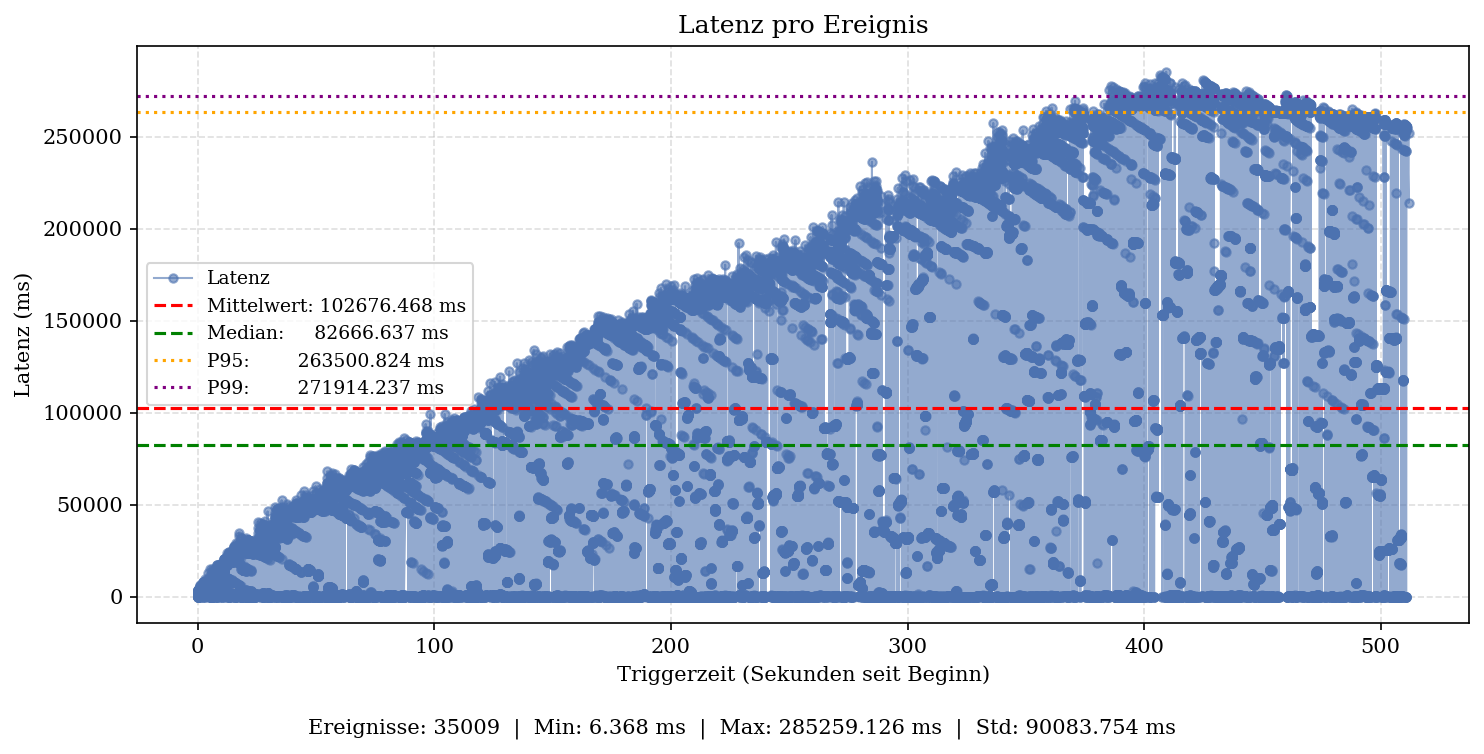 Latenz pro Ereignis
Latenz (ms)
250000
200000
150000
100000
50000
0
Latenz
Mittelwert: 102676.468 ms
Median: 82666.637 ms
P95: 263500.824 ms
P99: 271914.237 ms
0 100 200 300 400 500
Triggerzeit (Sekunden seit Beginn)
Ereignisse: 35009 | Min: 6.368 ms | Max: 285259.126 ms | Std: 90083.754 ms